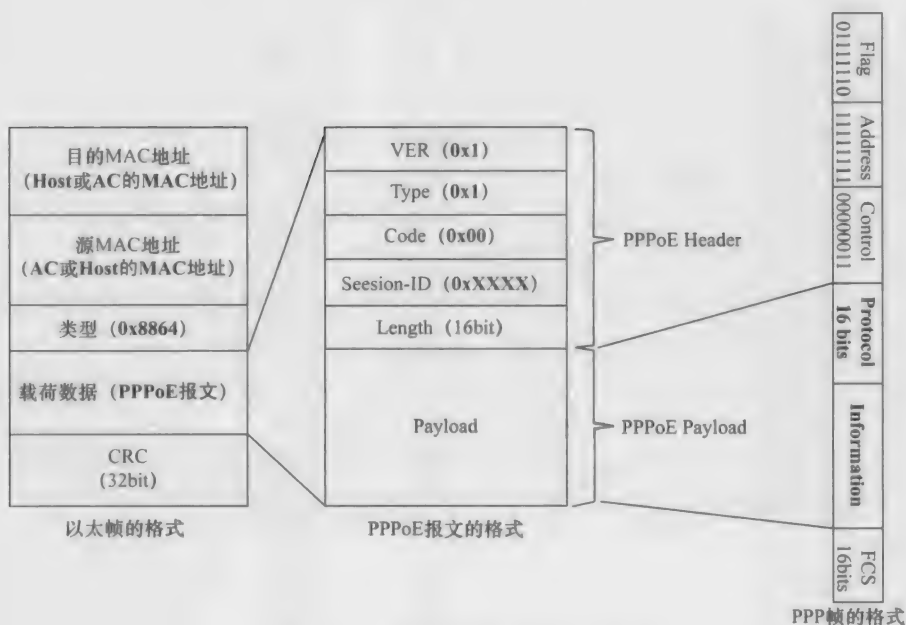 目的MAC地址
(Host或AC的MAC地址)
源MAC地址
(AC或Host的MAC地址)
类型 (0x8864)
载荷数据 (PPPoE报文)
CRC
(32bit)
以太帧的格式
VER (0x1)
Type (0x1)
Code (0x00)
Seesion-ID (0xXXXX)
Length (16bit)
Payload
PPPoE报文的格式
PPPoE Header
PPPoE Payload
Flag
01111110
Address
11111111
Control
00000011
Protocol
16 bits
Information
FCS
16bits
PPP帧的格式